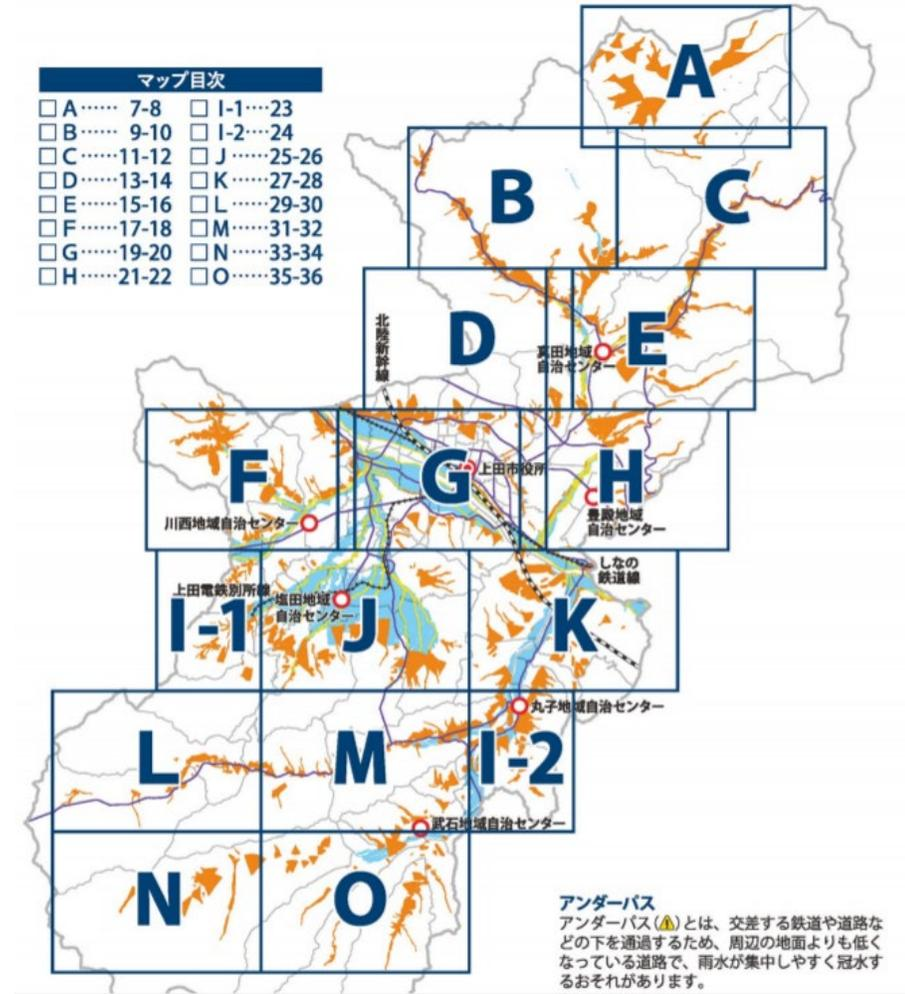 マップ目次
□ A…… 7-8 □ I-1‥‥23
□ B…… 9-10 □ I-2‥‥24
□ C……11-12 □ J ……25-26
□ D……13-14 □ K……27-28
□ E……15-16 □ L……29-30
□ F……17-18 □ M……31-32
□ G……19-20 □ N……33-34
□ H……21-22 □ O……35-36
A
B
C
北陸新幹線
D
E
真田地域
自治センター
F
G
H
上田市役所
川西地域自治センター
豊殿地域
自治センター
しなの
鉄道線
上田電鉄別所線
塩田地域
自治センター
I-1
J
K
丸子地域自治センター
L
M
I-2
武石地域自治センター
N
O
アンダーパス
アンダーパス(⚠)とは、交差する鉄道や道路な
どの下を通過するため、周辺の地面よりも低く
なっている道路で、雨水が集中しやすく冠水す
るおそれがあります。